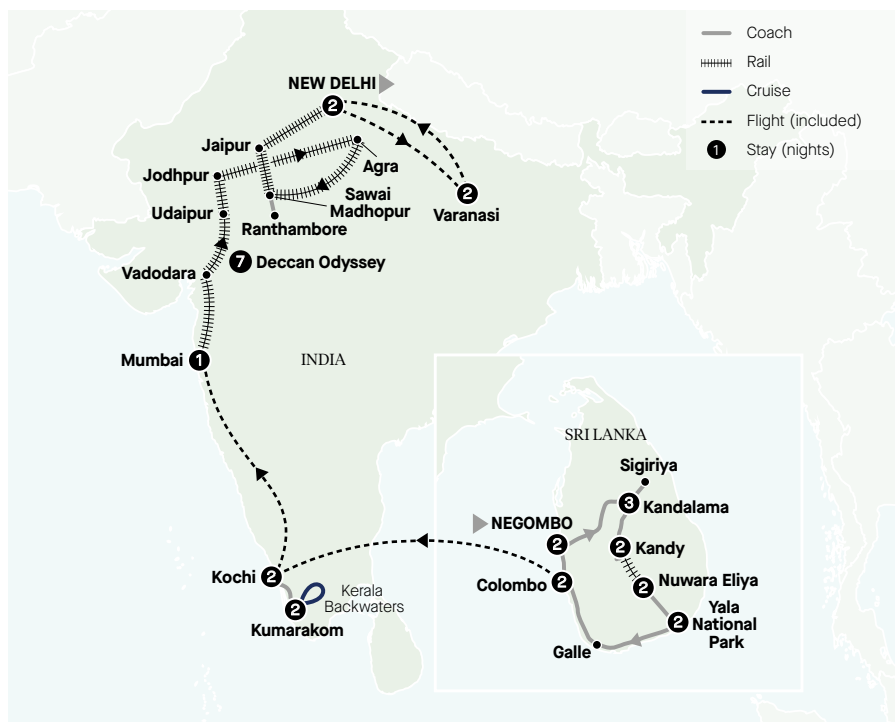 Coach
Rail
Cruise
Flight (included)
1 Stay (nights)
NEW DELHI
2
Jaipur
Agra
Jodhpur
Sawai
Madhopur
2
Varanasi
Udaipur
Ranthambore
7 Deccan Odyssey
Vadodara
Mumbai 1
INDIA
SRI LANKA
Sigiriya
3 Kandalama
NEGOMBO
2
2 Kandy
Kochi 2
Colombo 2
2 Nuwara Eliya
Kerala
Backwaters
2
Kumarakom
Yala
2 National
Park
Galle